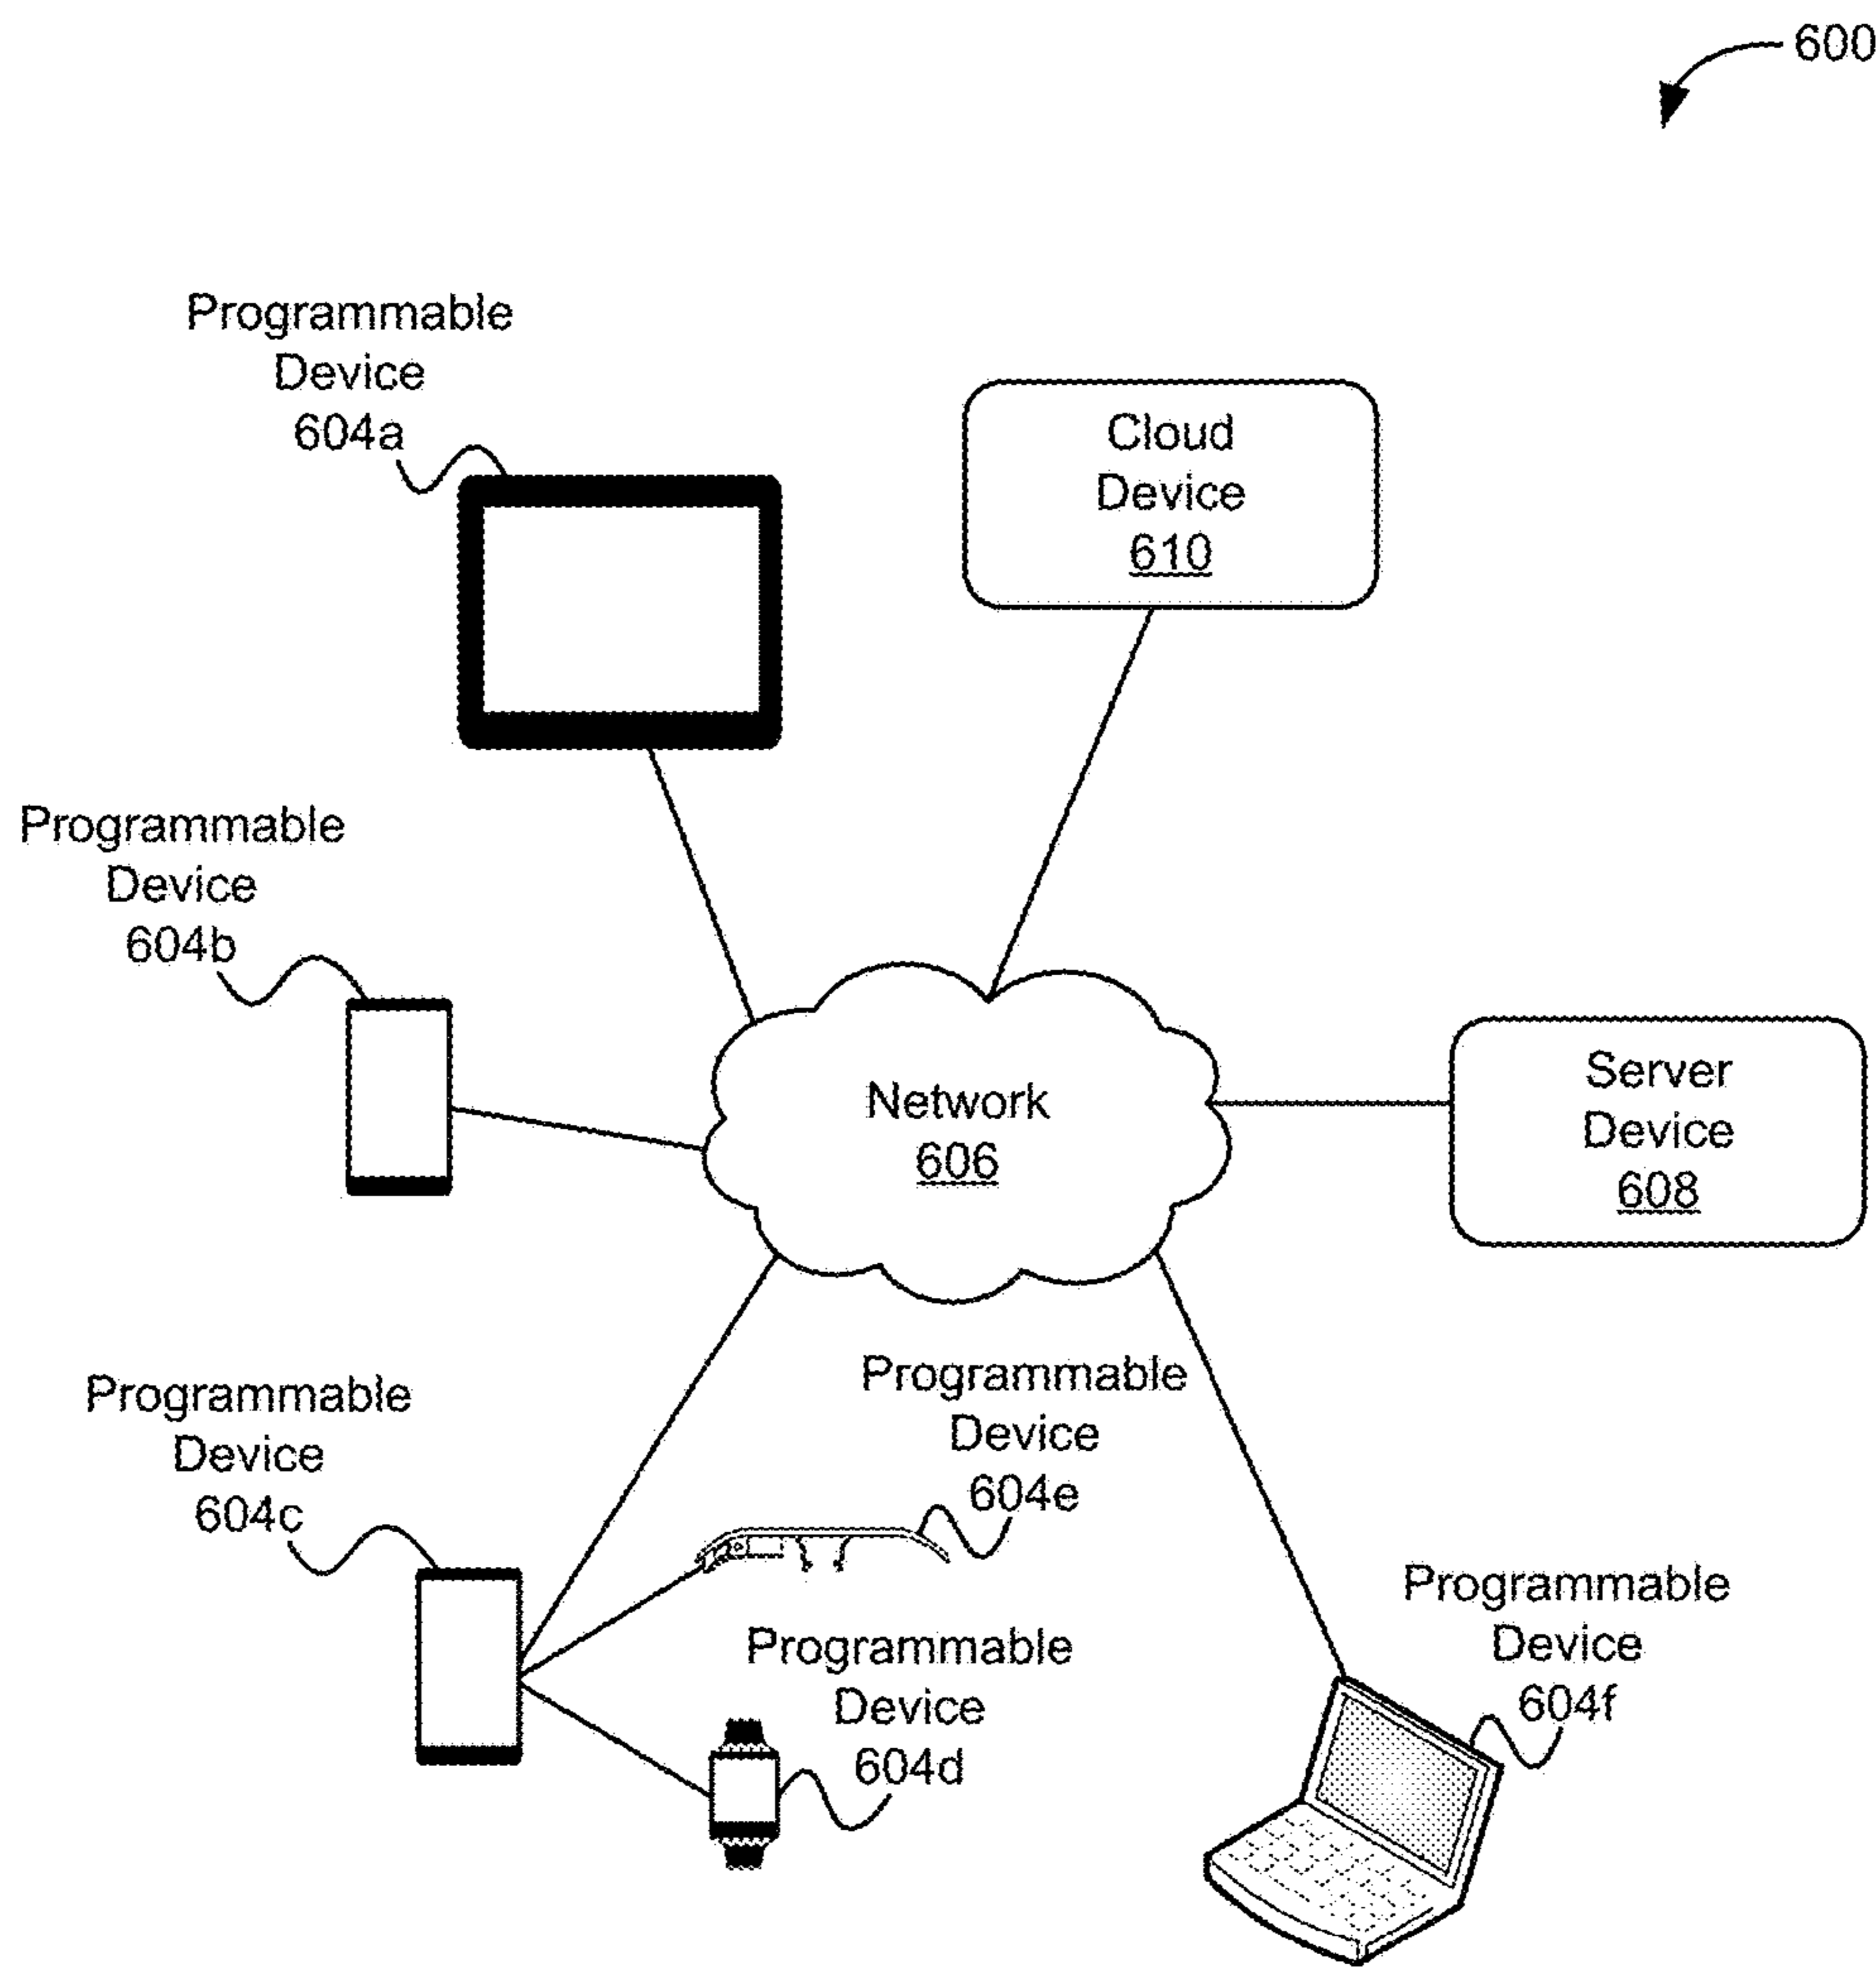 600
Programmable
Device
604a
Cloud
Device
610
Programmable
Device
604b
Network
606
Server
Device
608
Programmable
Device
604c
Programmable
Device
604e
Programmable
Device
604d
Programmable
Device
604f